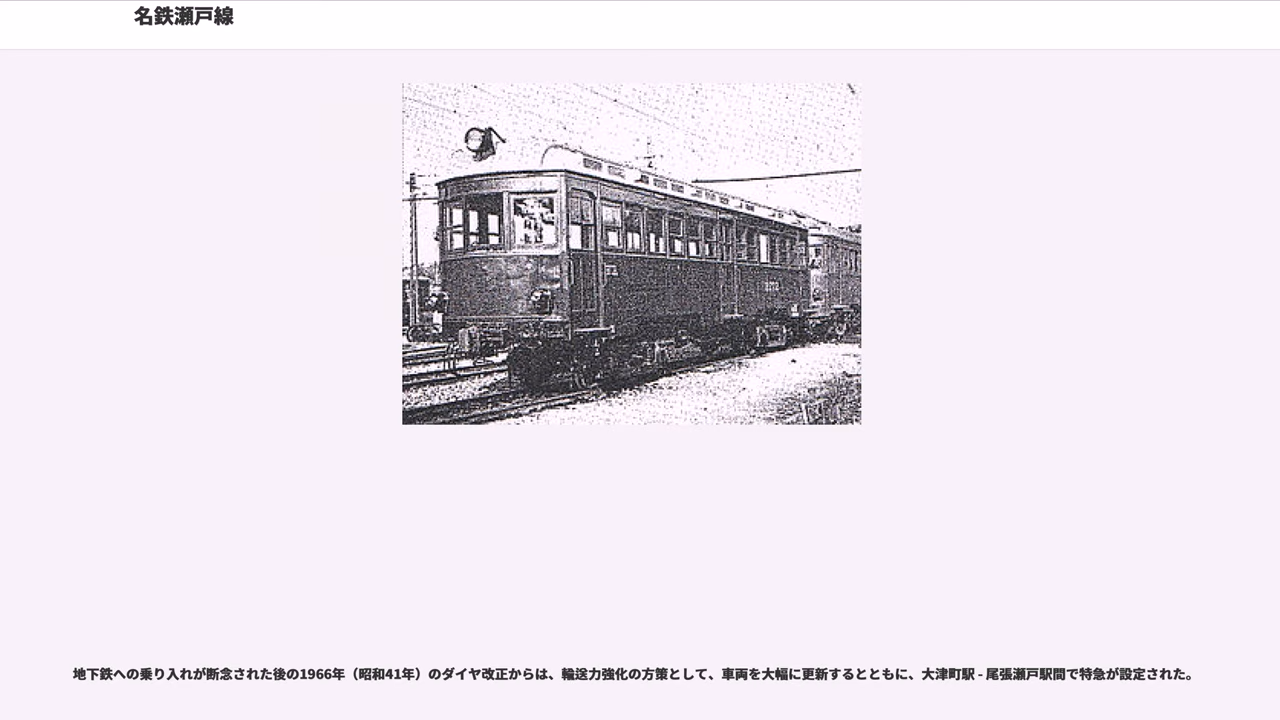 名鉄瀬戸線
地下鉄への乗り入れが断念された後の1966年（昭和41年）のダイヤ改正からは、輸送力強化の方策として、車両を大幅に更新するとともに、大津町駅 - 尾張瀬戸駅間で特急が設定された。